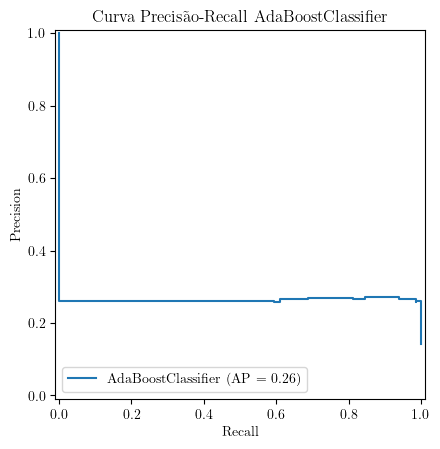 Curva Precisão-Recall AdaBoostClassifier
1.0
0.8
0.6
0.4
0.2
0.0
Precision
AdaBoostClassifier (AP = 0.26)
0.0 0.2 0.4 0.6 0.8 1.0
Recall